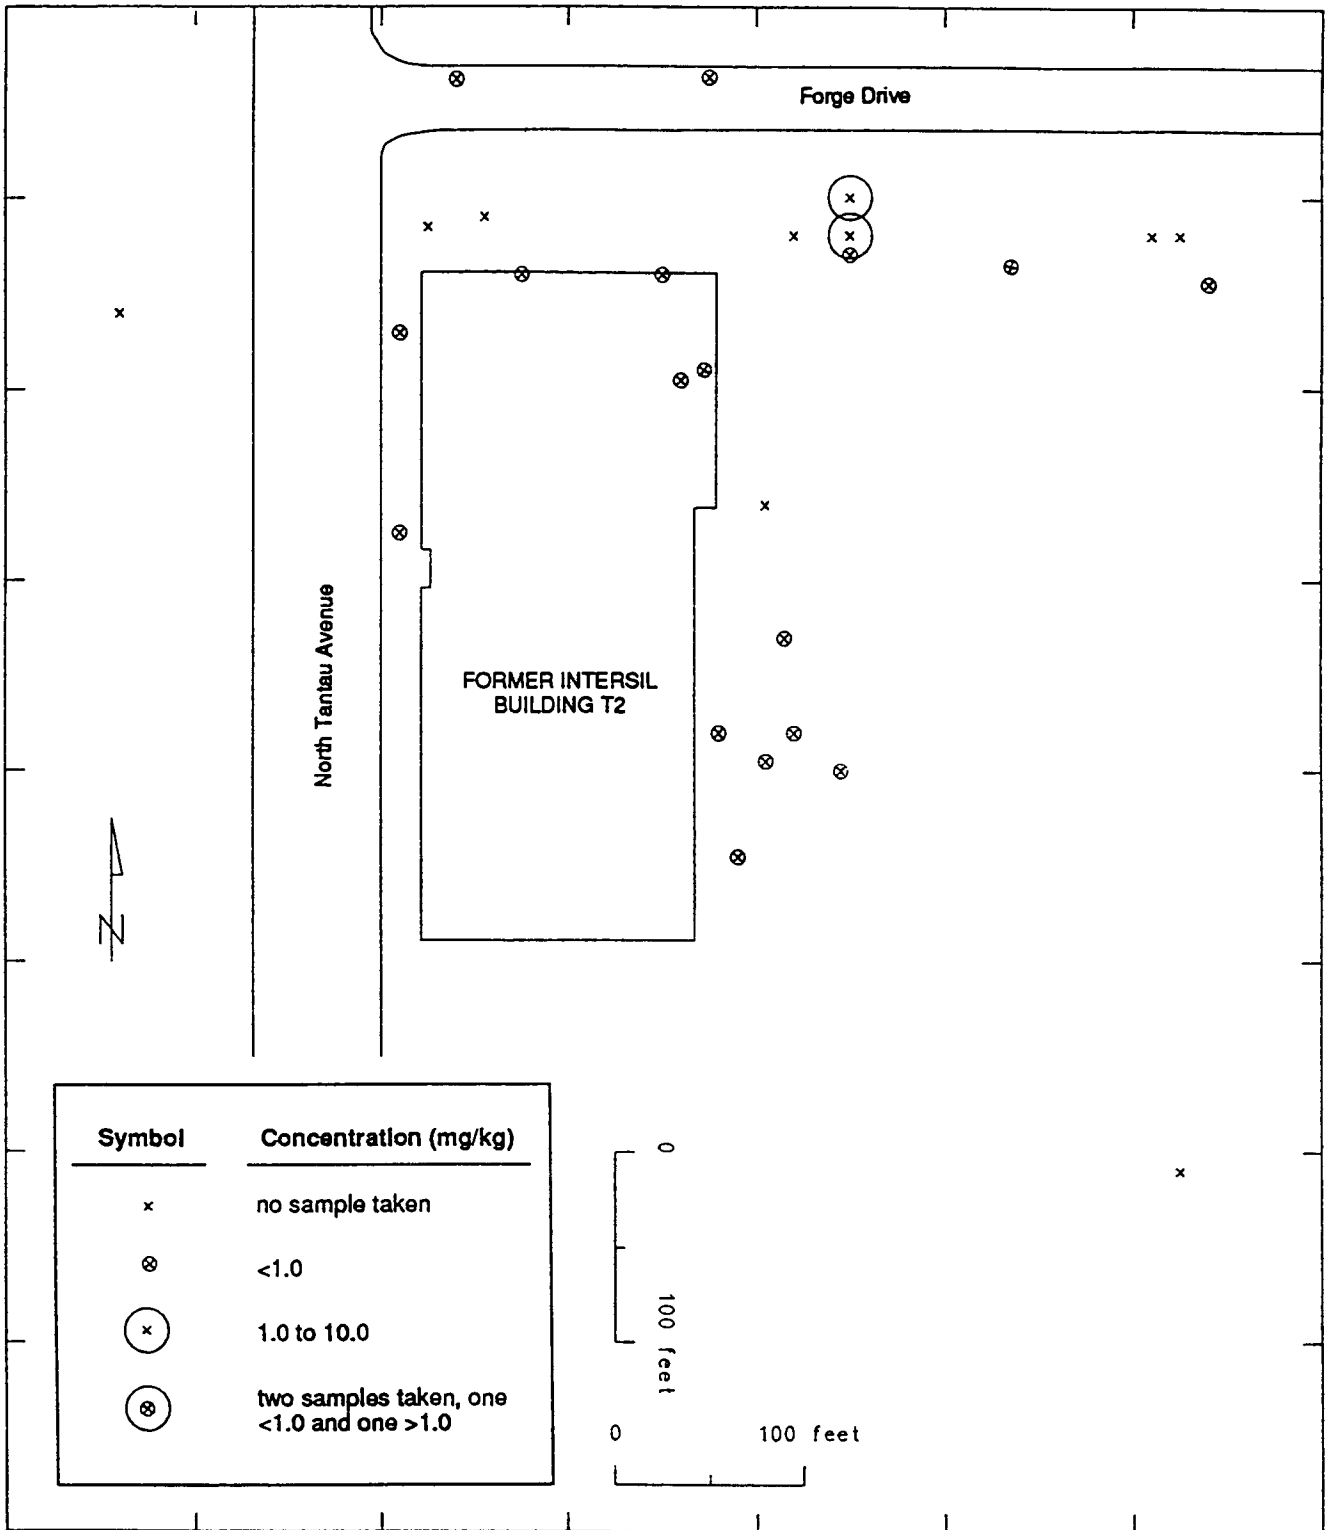 Forge Drive
North Tantau Avenue
FORMER INTERSIL
BUILDING T2
N
Symbol Concentration (mg/kg)
no sample taken
<1.0
1.0 to 10.0
two samples taken, one
<1.0 and one >1.0
0 100 feet
0 100 feet